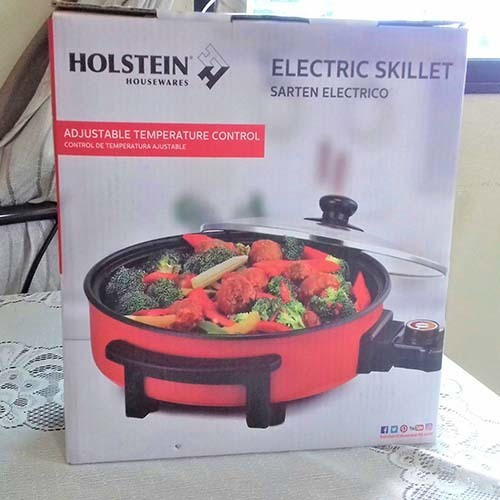 HOLSTEIN
HOUSEWARES
ELECTRIC SKILLET
SARTEN ELECTRICO
ADJUSTABLE TEMPERATURE CONTROL
CONTROL DE TEMPERATURA AJUSTABLE